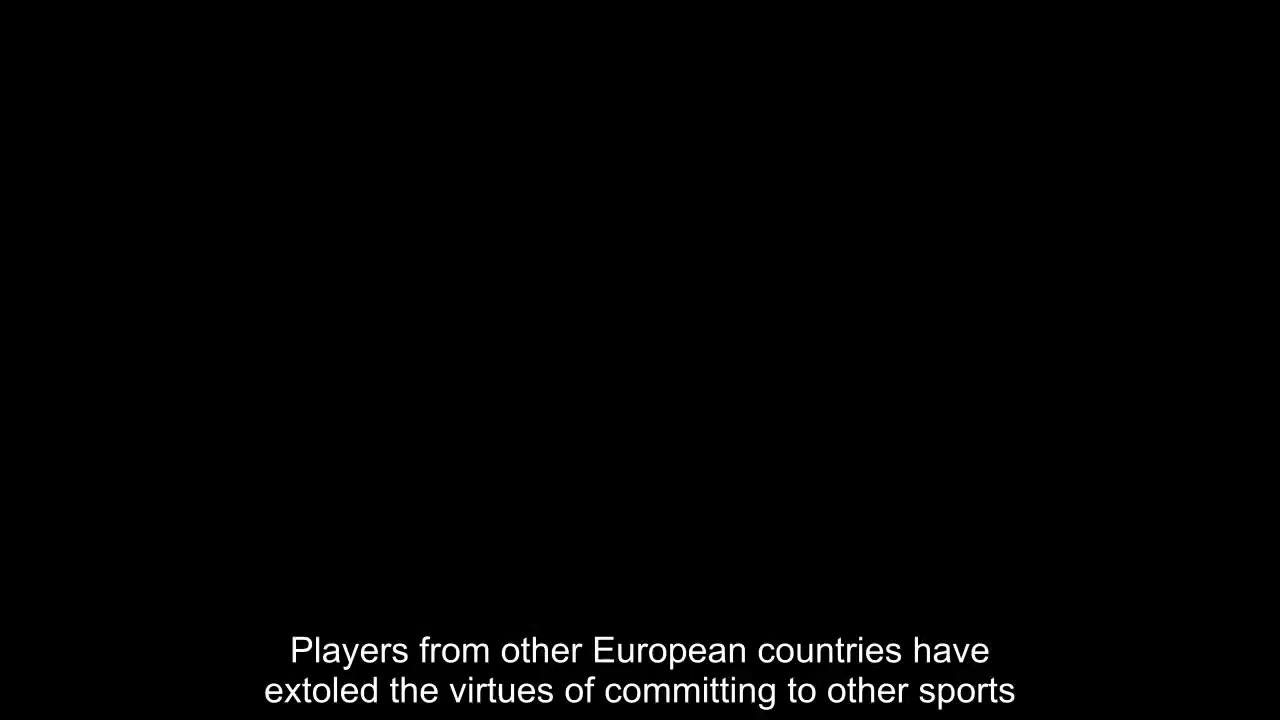 Players from other European countries have
extoled the virtues of committing to other sports